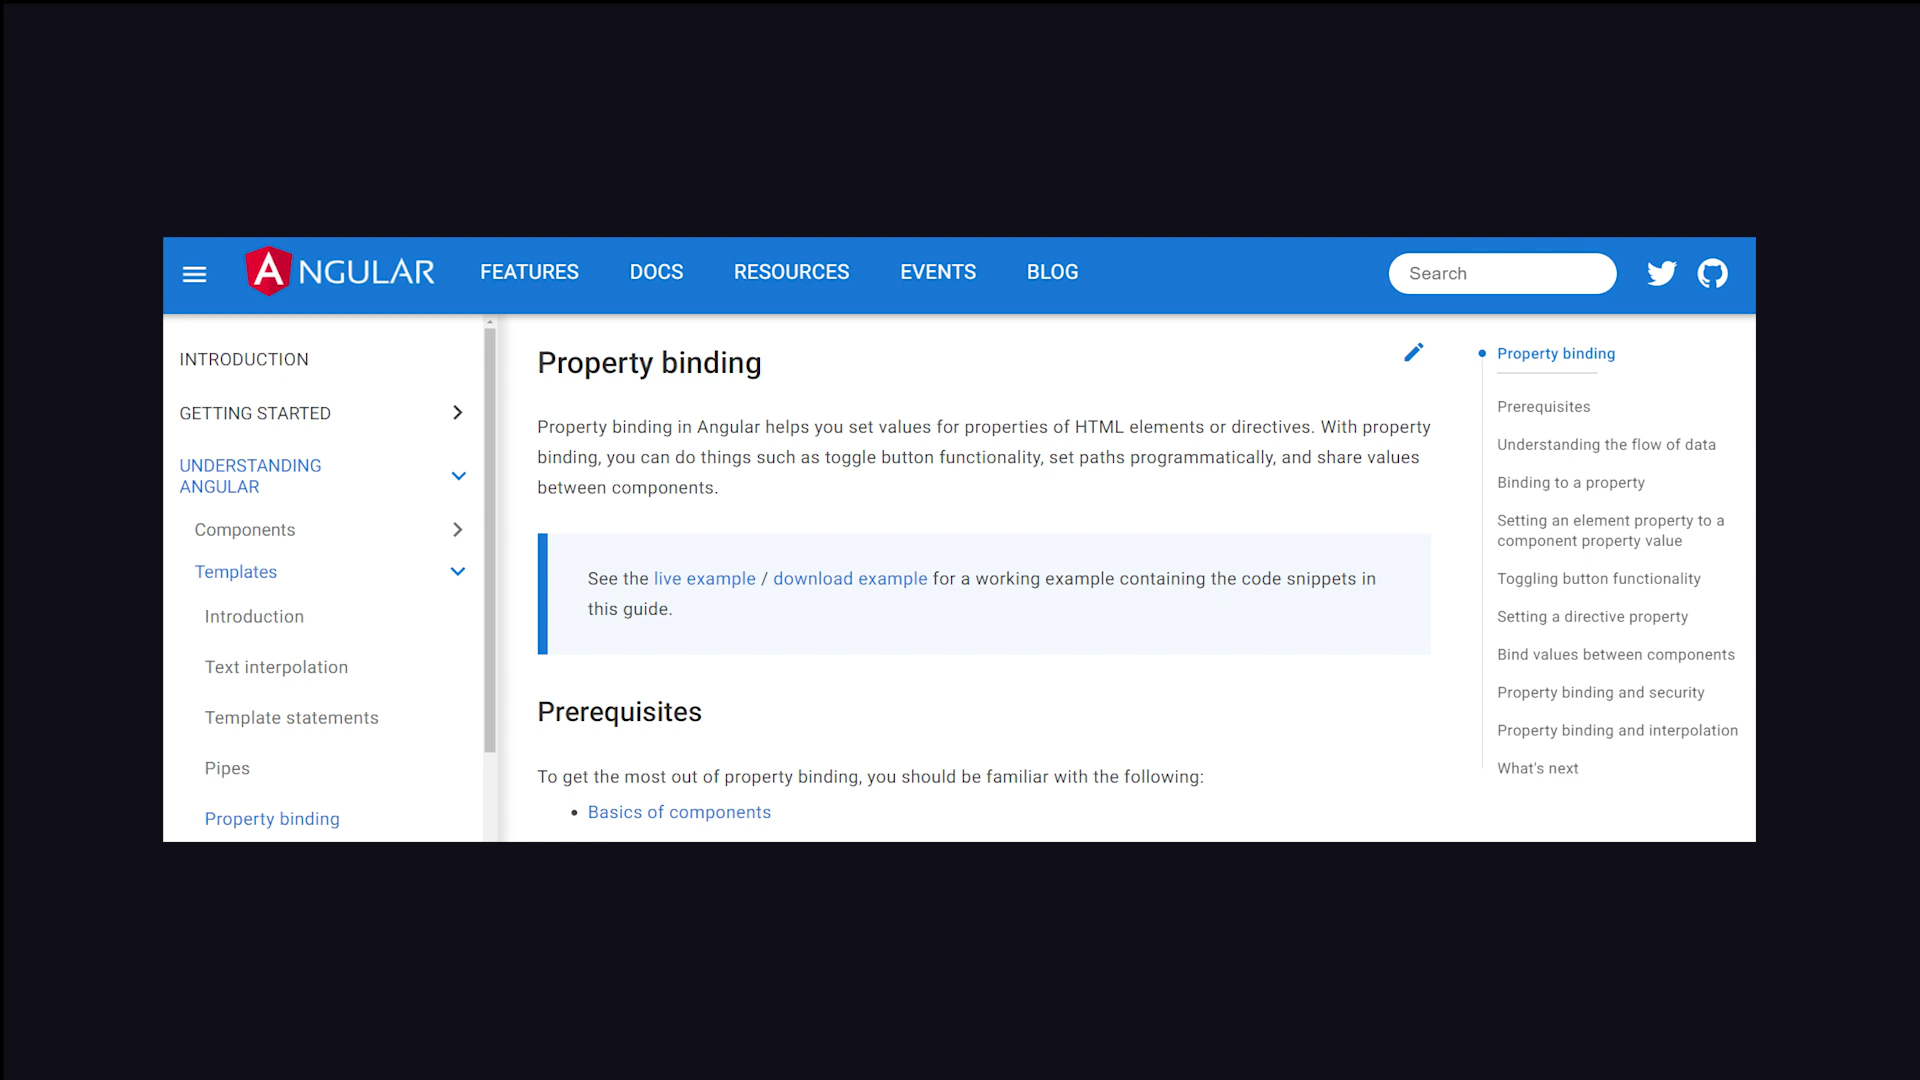 ANGULAR
FEATURES
DOCS
RESOURCES
EVENTS
BLOG
Search
INTRODUCTION
GETTING STARTED
UNDERSTANDING
ANGULAR
Components
Templates
Introduction
Text interpolation
Template statements
Pipes
Property binding
Property binding
Property binding in Angular helps you set values for properties of HTML elements or directives. With property
binding, you can do things such as toggle button functionality, set paths programmatically, and share values
between components.
See the live example / download example for a working example containing the code snippets in
this guide.
Prerequisites
To get the most out of property binding, you should be familiar with the following:
• Basics of components
Property binding
Prerequisites
Understanding the flow of data
Binding to a property
Setting an element property to a
component property value
Toggling button functionality
Setting a directive property
Bind values between components
Property binding and security
Property binding and interpolation
What's next